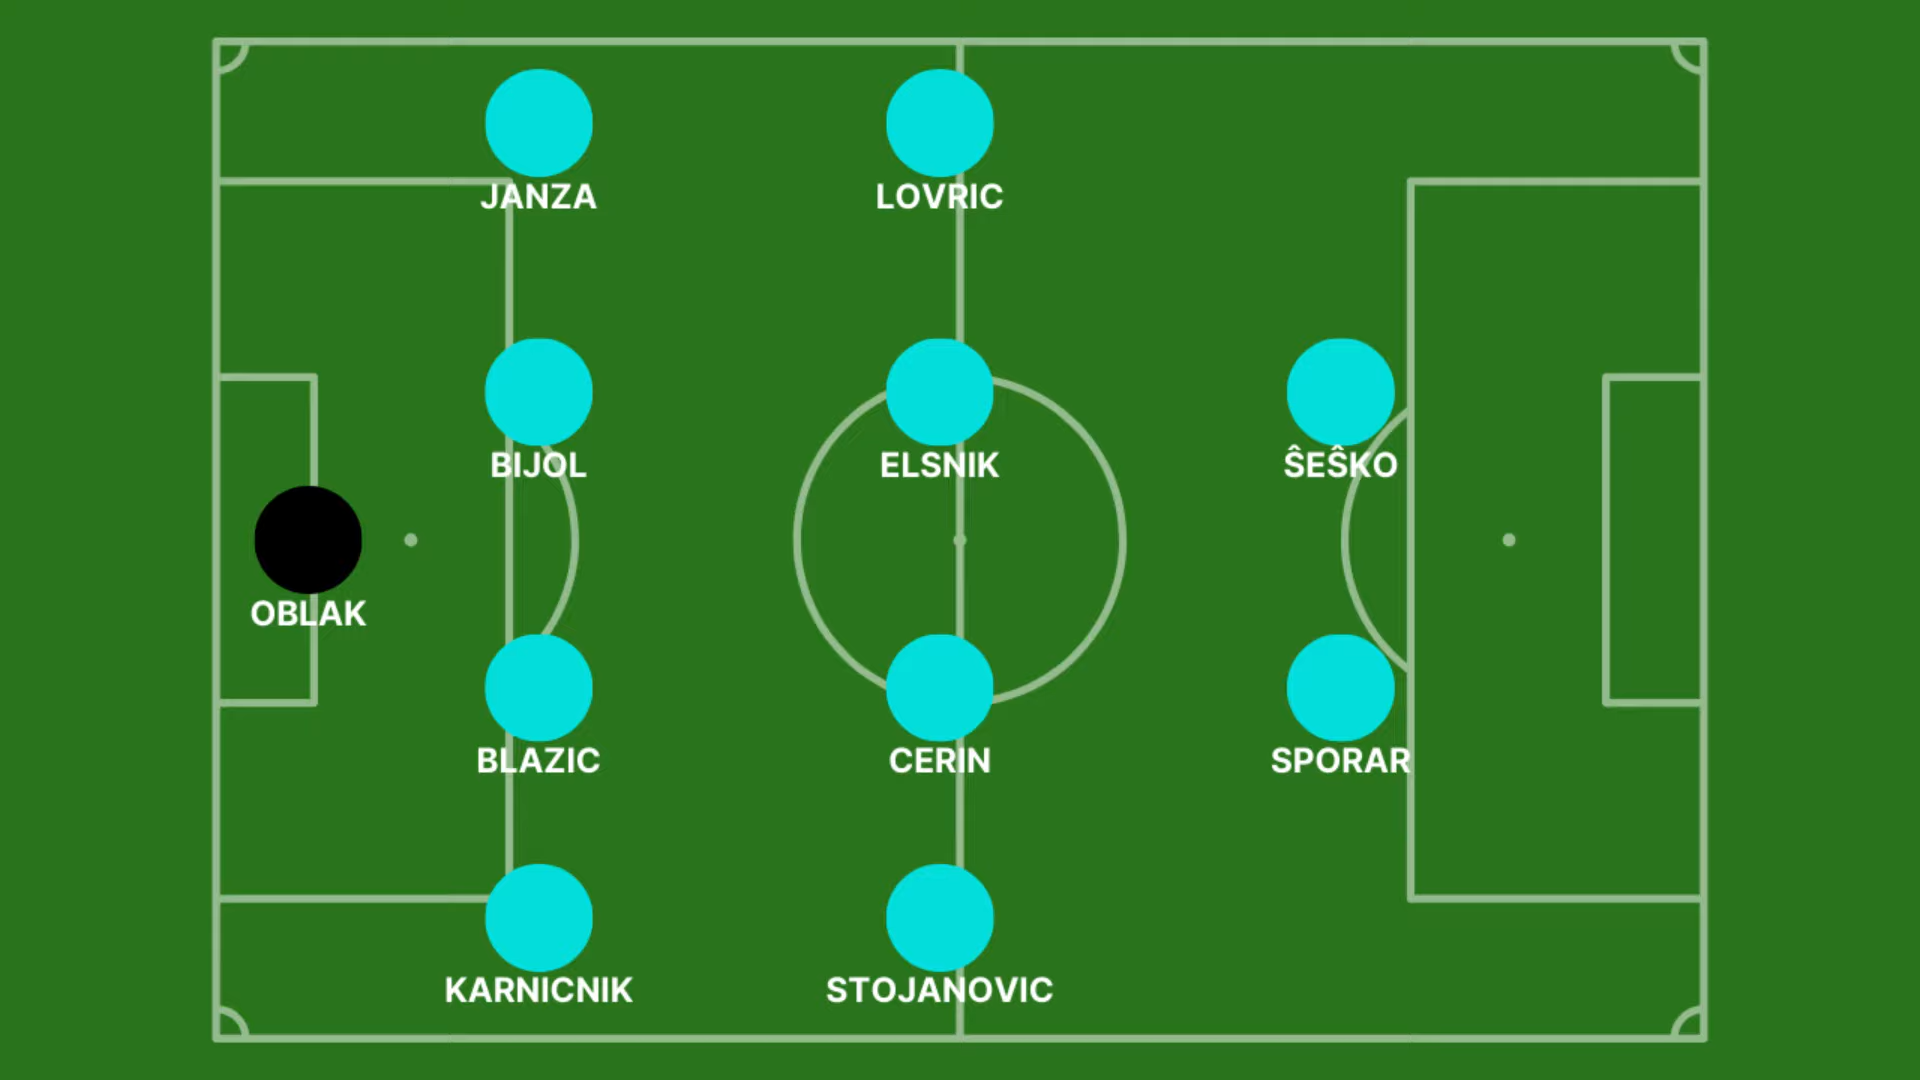 JANZA
LOVRIC
BIJOL
ELSNIK
ŜEŜKO
OBLAK
BLAZIC
CERIN
SPORAR
KARNICNIK
STOJANOVIC